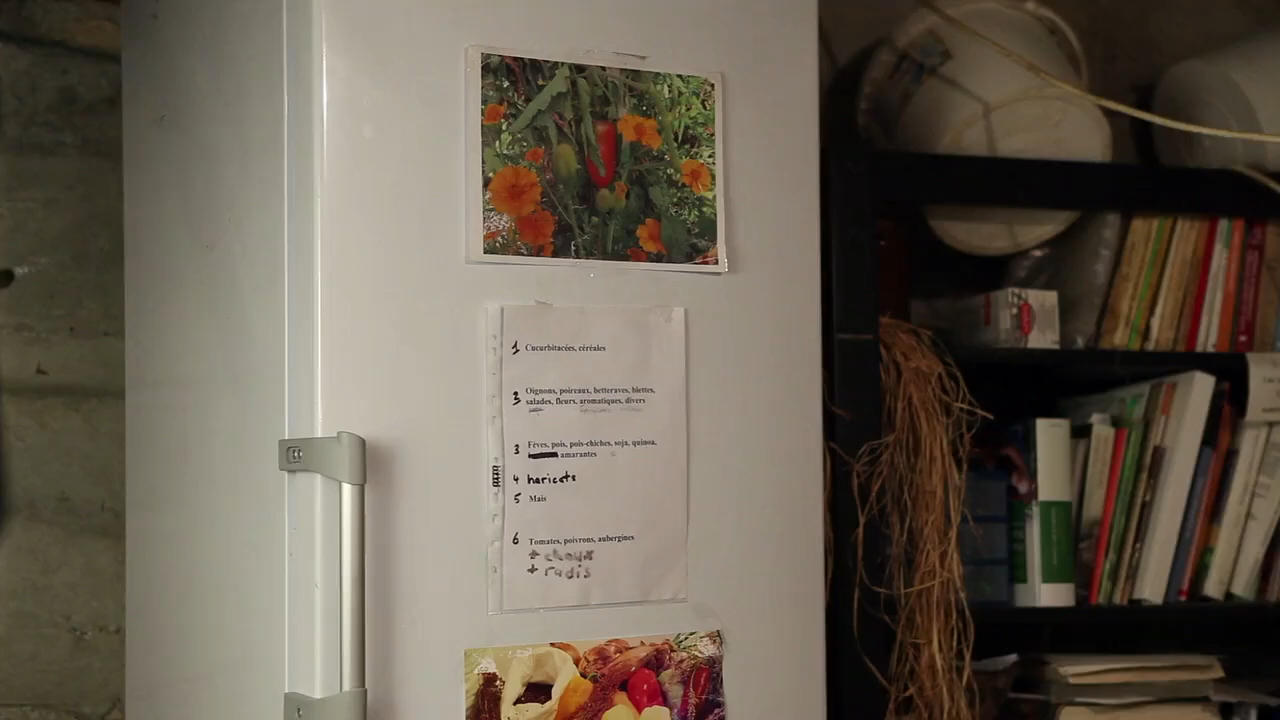 1 Cucurbitacées, céréales
3 Oignons, poireaux, betteraves, blettes,
salades, fleurs, aromatiques, divers
3 Fèves, pois, pois-chiches, soja, quinoa,
amarantes
4 haricots
5 Maïs
6 Tomates, poivrons, aubergines
+ choux
+ radis